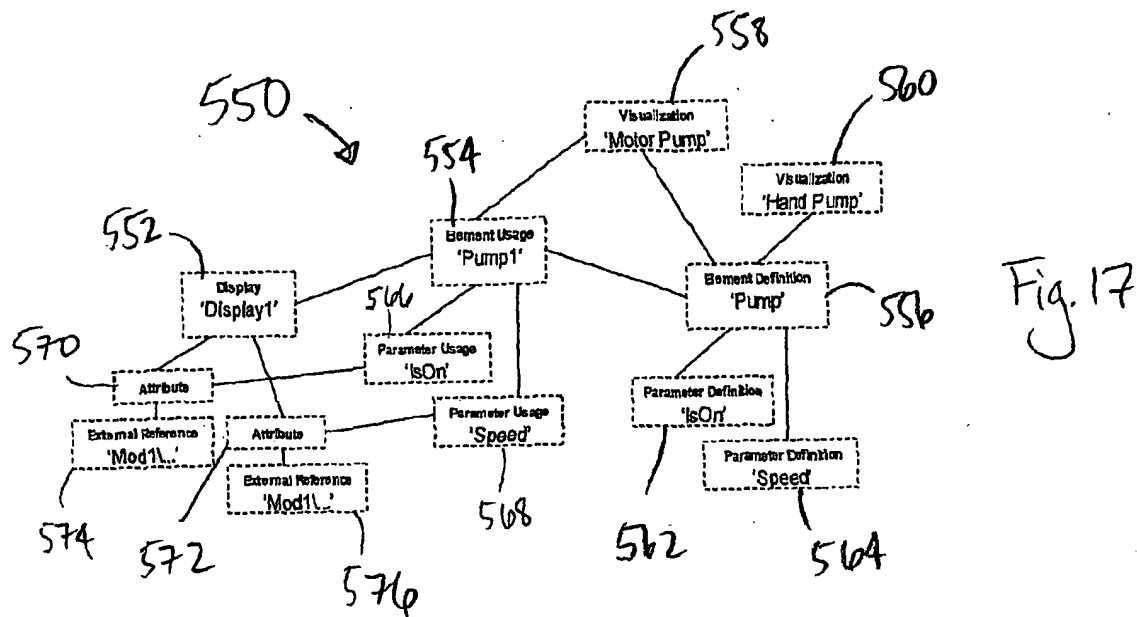 558
550
560
Visualization
'Motor Pump'
554
Visualization
'Hand Pump'
552
Element Usage
'Pump1'
Display
'Display1'
Element Definition
'Pump'
556
Fig. 17
566
570
Parameter Usage
'IsOn'
Attribute
Parameter Definition
'IsOn'
Parameter Usage
'Speed'
External Reference
'Mod1\...'
Attribute
Parameter Definition
'Speed'
External Reference
'Mod1\...'
568
574
572
562
564
576